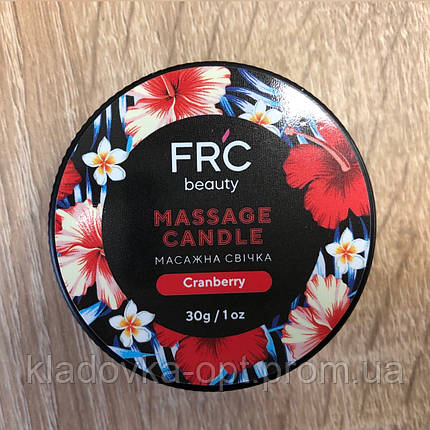 FRC
beauty
MASSAGE
CANDLE
МАСАЖНА СВІЧКА
Cranberry
30g / 1 oz
kladovka-opt.prom.ua